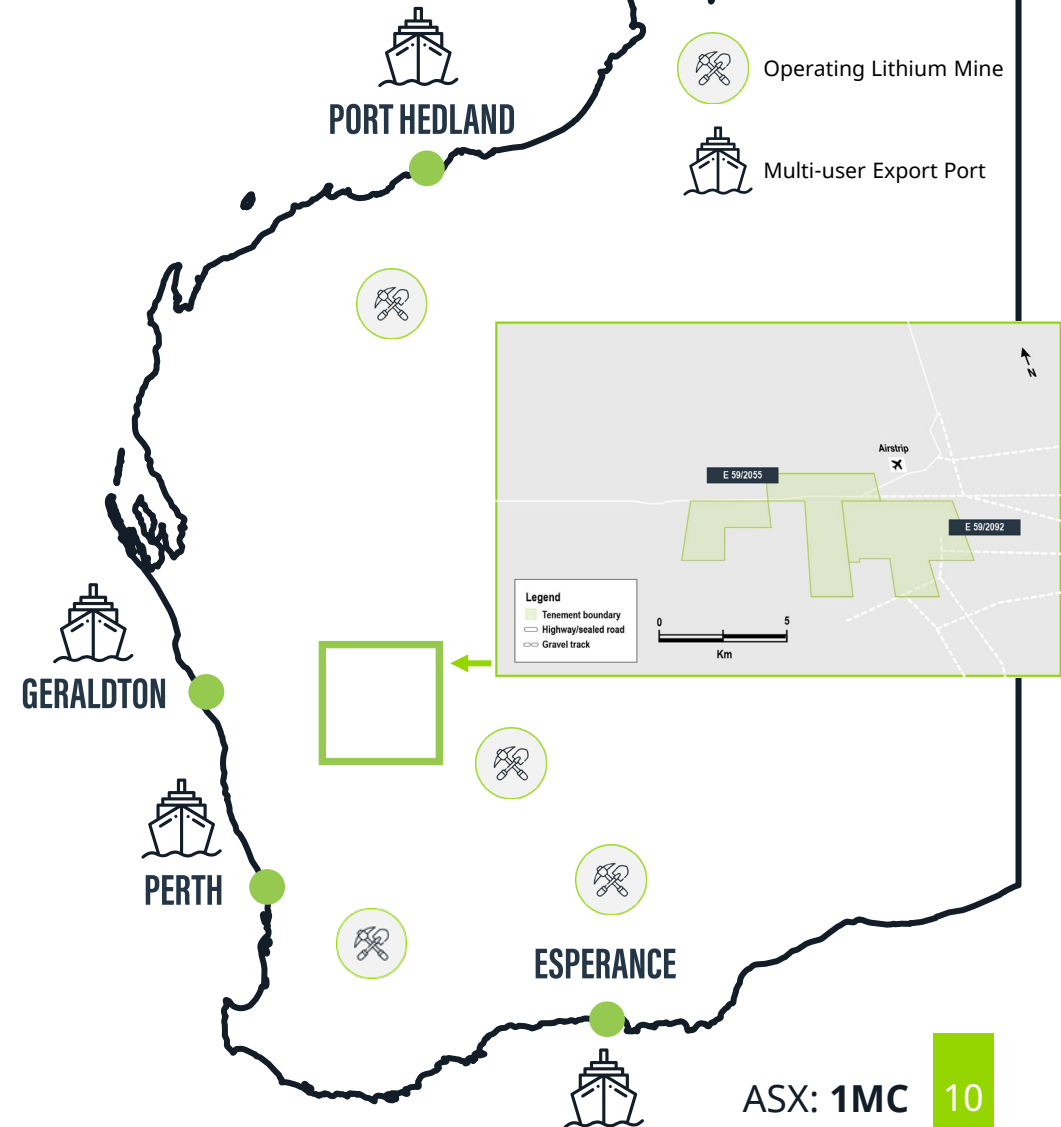 PORT HEDLAND
Operating Lithium Mine
Multi-user Export Port
N
Airstrip
E 59/2055
E 59/2092
Legend
Tenement boundary
Highway/sealed road
Gravel track
0 5
Km
GERALDTON
PERTH
ESPERANCE
ASX: 1MC 10